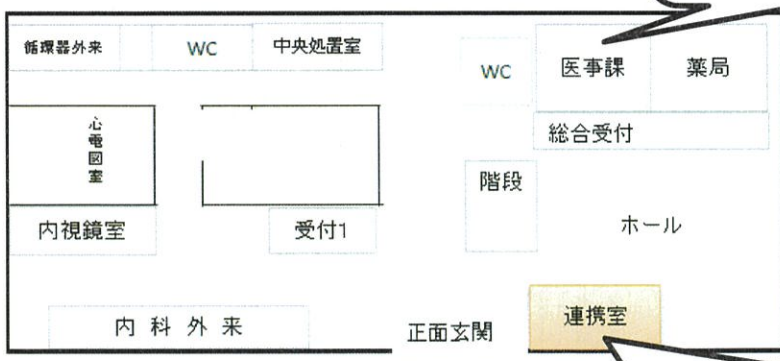 循環器外来
WC
中央処置室
WC
医事課
薬局
総合受付
心電図室
階段
内視鏡室
受付1
ホール
内科外来
正面玄関
連携室